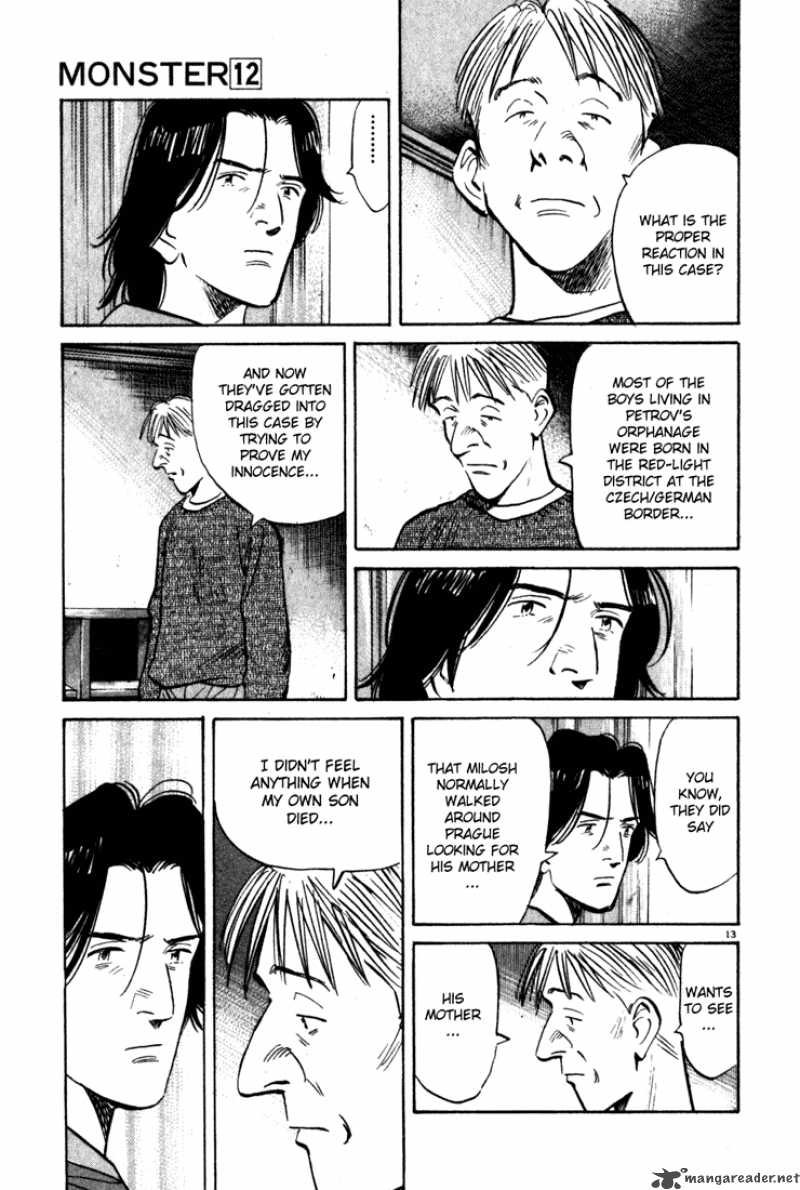 MONSTER 12
WHAT IS THE
PROPER
REACTION IN
THIS CASE?
.........
MOST OF THE
BOYS LIVING IN
PETROV'S
ORPHANAGE
WERE BORN IN
THE RED-LIGHT
DISTRICT AT THE
CZECH/GERMAN
BORDER...
AND NOW
THEY'VE GOTTEN
DRAGGED INTO
THIS CASE BY
TRYING TO
PROVE MY
INNOCENCE...
YOU
KNOW,
THEY DID
SAY
THAT MILOSH
NORMALLY
WALKED
AROUND
PRAGUE
LOOKING FOR
HIS MOTHER
...
13
WANTS
TO SEE
...
HIS
MOTHER
...
I DIDN'T FEEL
ANYTHING WHEN
MY OWN SON
DIED...
mangareader.net